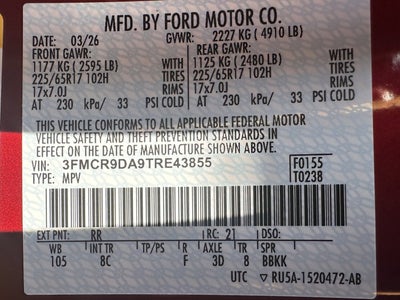 MFD. BY FORD MOTOR CO.
DATE: 03/26 GVWR: 2227 KG ( 4910 LB)
FRONT GAWR: REAR GAWR:
1177 KG ( 2595 LB) WITH 1125 KG ( 2480 LB) WITH
225/65R17 102H TIRES 225/65R17 102H TIRES
17x7.0J RIMS 17x7.0J RIMS
AT 230 kPa/ 33 PSI COLD AT 230 kPa/ 33 PSI COLD
THIS VEHICLE CONFORMS TO ALL APPLICABLE FEDERAL MOTOR
VEHICLE SAFETY AND THEFT PREVENTION STANDARDS IN
EFFECT ON THE DATE OF MANUFACTURE SHOWN ABOVE.
VIN: 3FMCR9DA9TRE43855 F0155
TYPE: MPV T0238
EXT PNT: RR RC: 21 DSO:
WB INT TR TP/PS R AXLE TR SPR
105 8C F 3D 8 BBKK
UTC ▽ RU5A-1520472-AB